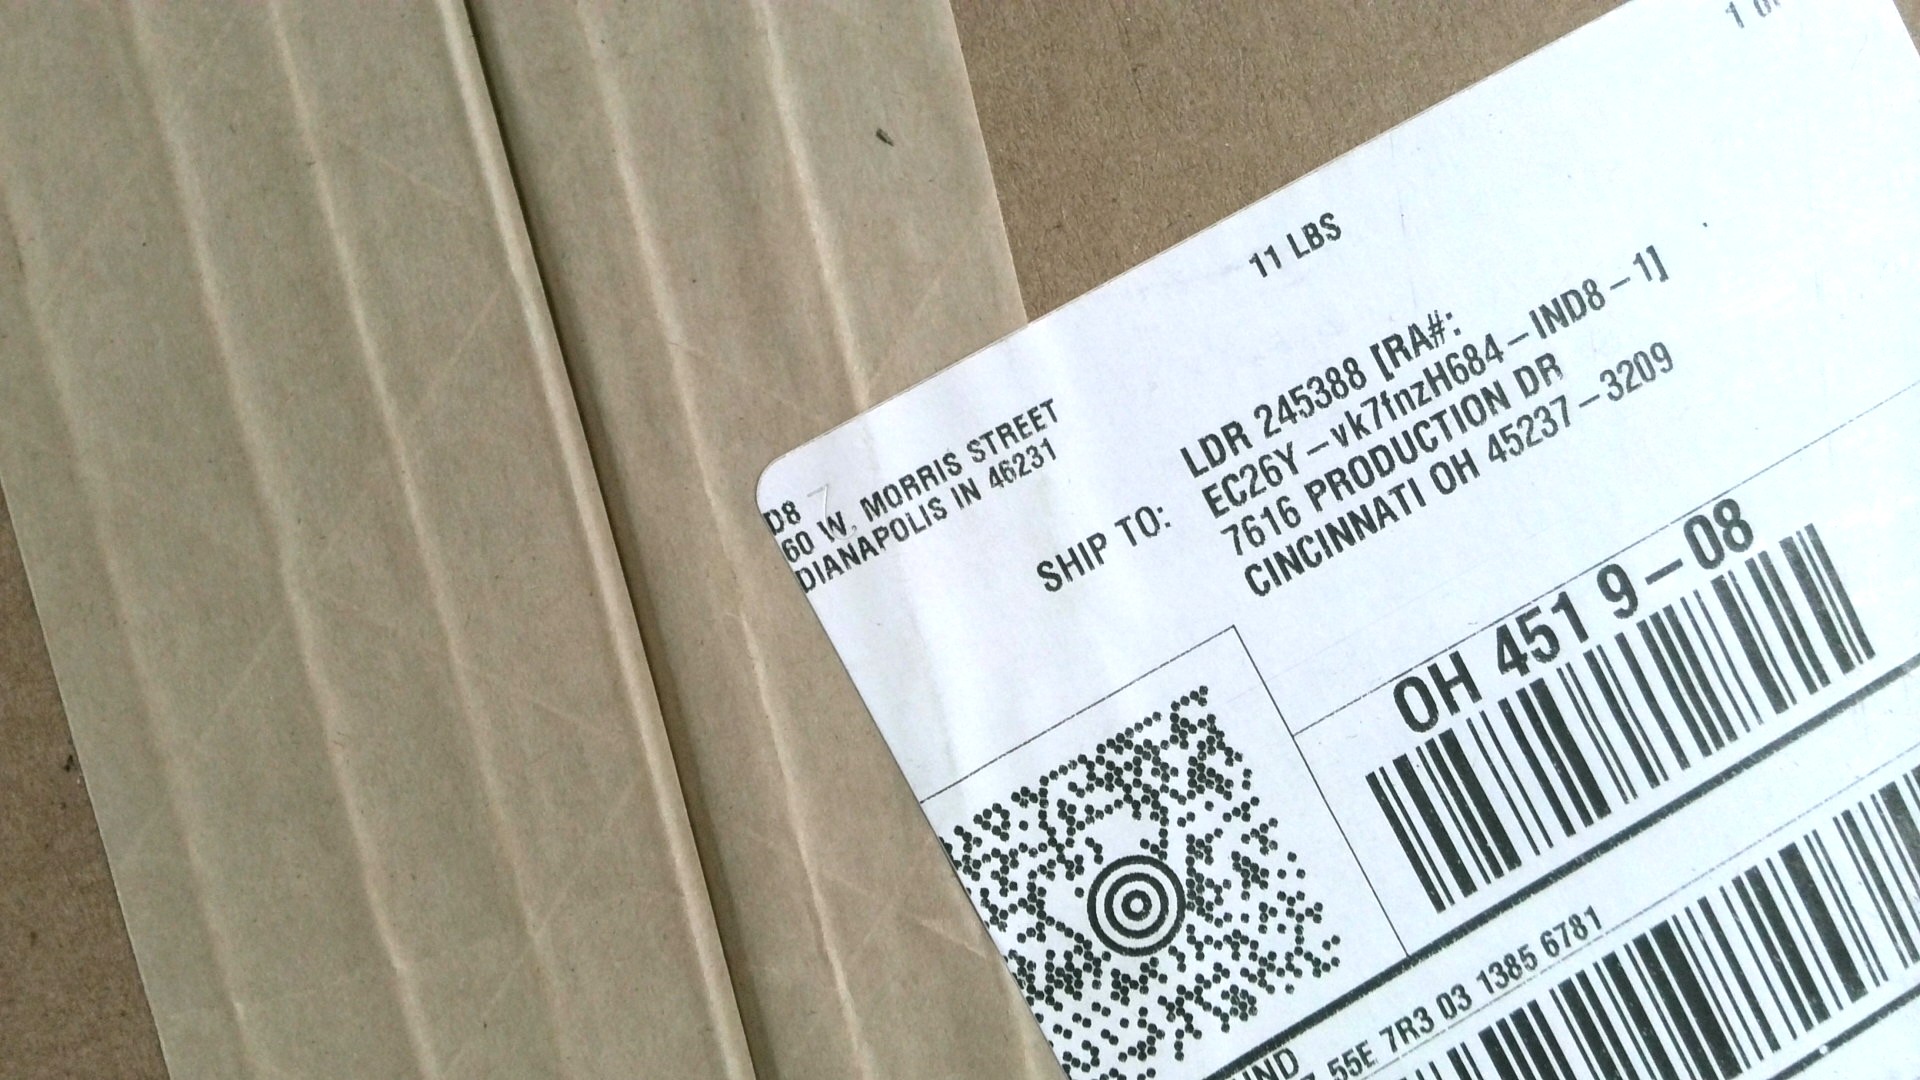 11 LBS
D8
60 W. MORRIS STREET
DIANAPOLIS IN 46231
SHIP TO:
LDR 245388 [RA#:
EC26Y-vk7fnzH684-IND8-1]
7616 PRODUCTION DR
CINCINNATI OH 45237-3209
OH 451 9-08
55E 7R3 03 1385 6781